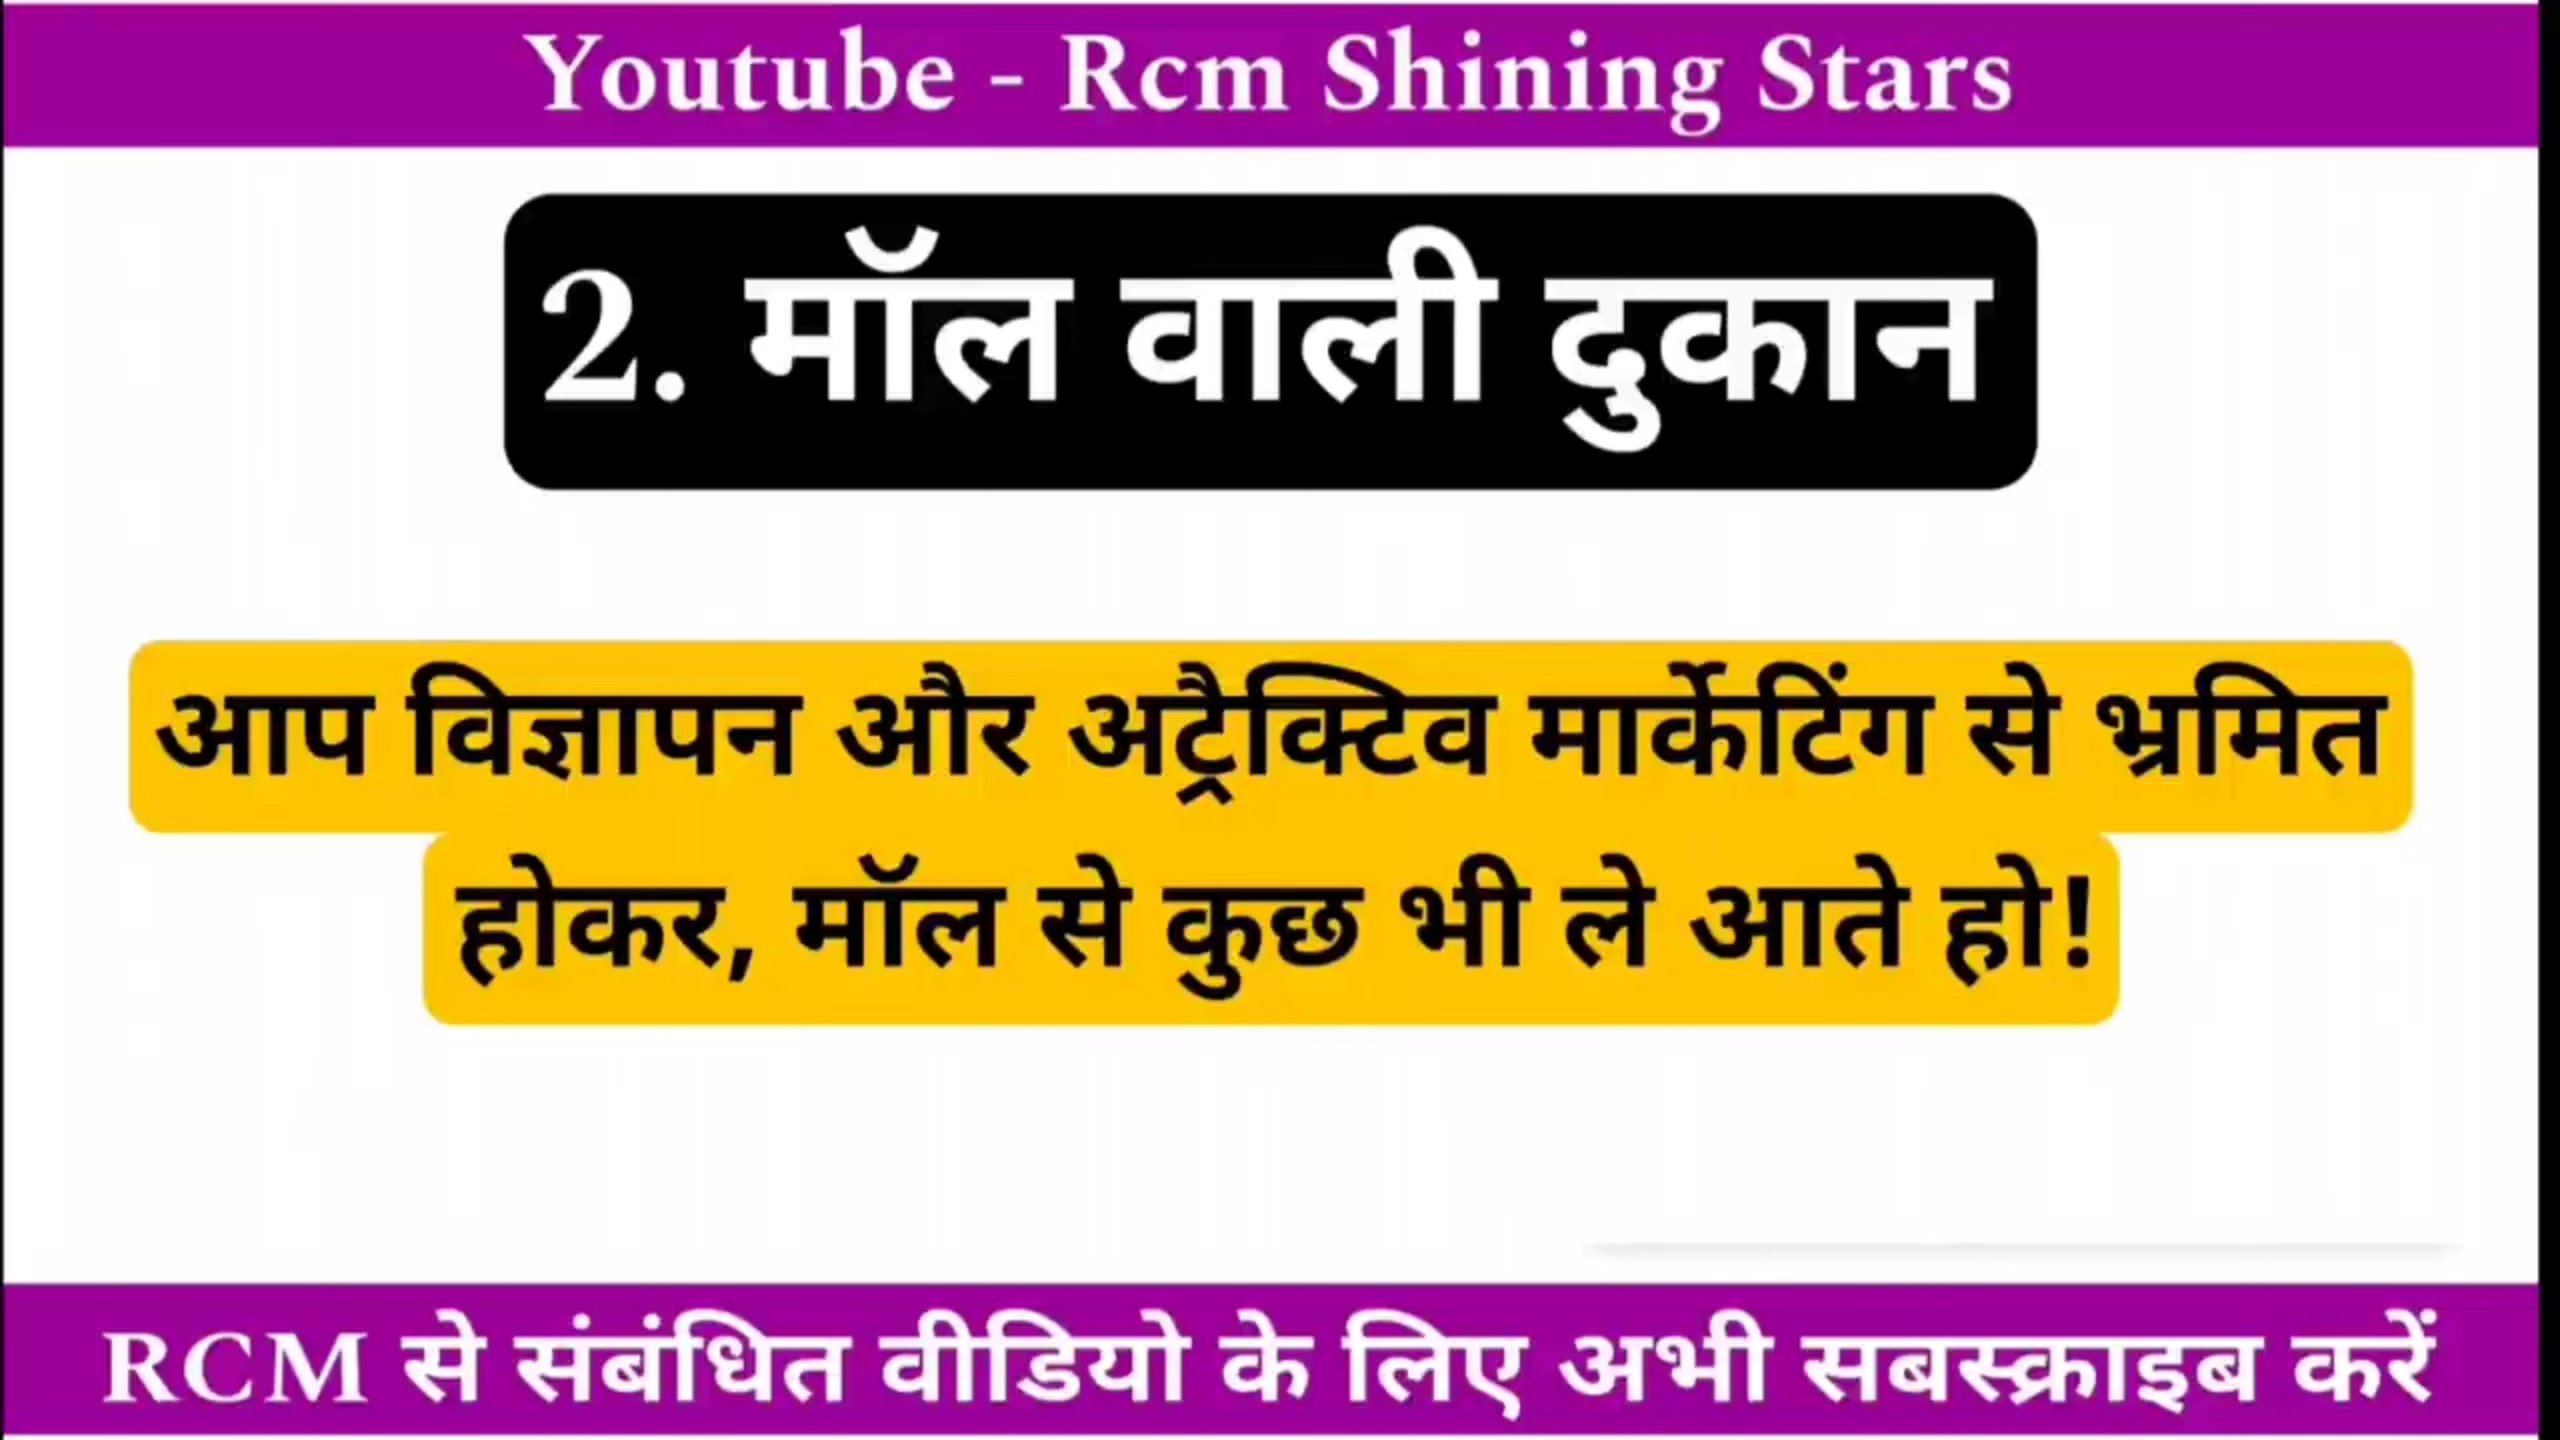 Youtube - Rcm Shining Stars
2. मॉल वाली दुकान
आप विज्ञापन और अट्रैक्टिव मार्केटिंग से भ्रमित
होकर, मॉल से कुछ भी ले आते हो!
RCM से संबंधित वीडियो के लिए अभी सबस्क्राइब करें